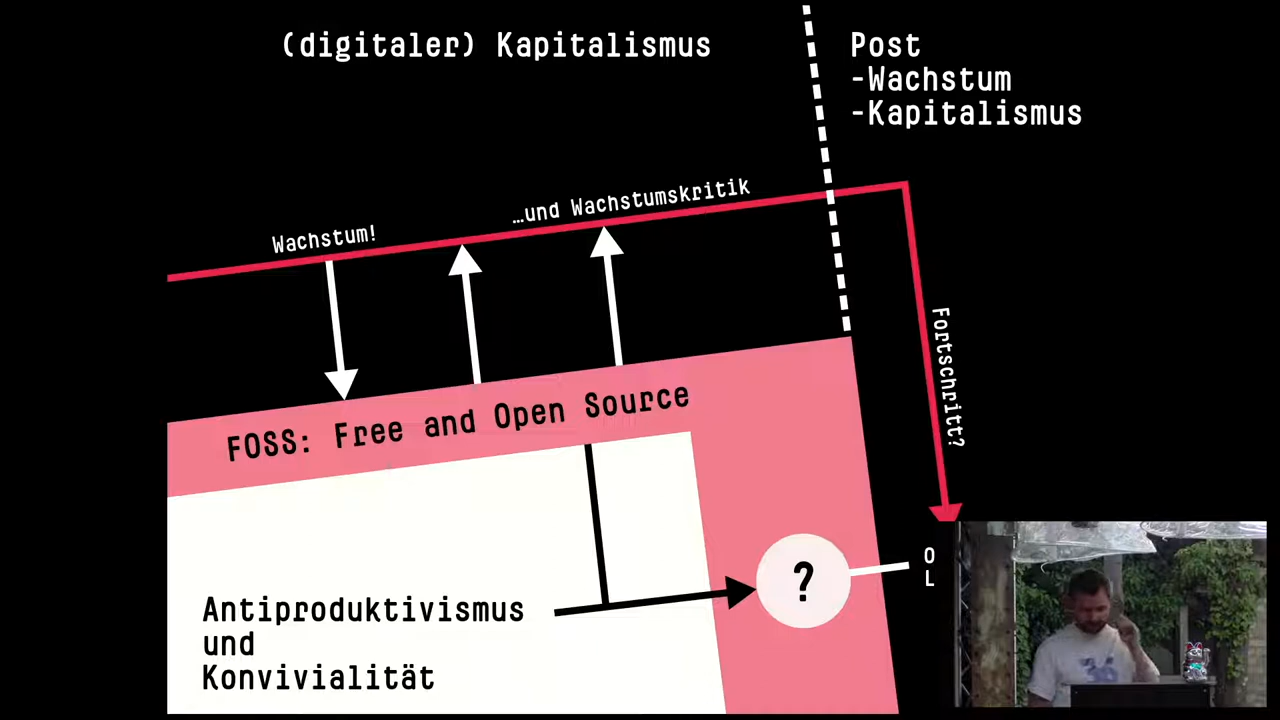 (digitaler) Kapitalismus
Post
-Wachstum
-Kapitalismus
Wachstum!
…und Wachstumskritik
Fortschritt?
FOSS: Free and Open Source
?
O
L
Antiproduktivismus
und
Konvivialität